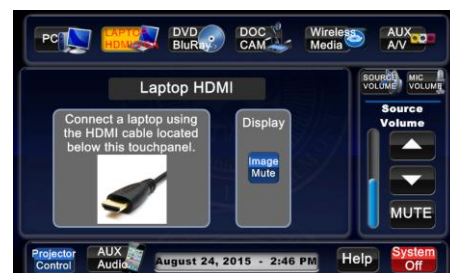 PC
LAPTOP
HDMI
DVD
BluRay
DOC
CAM
Wireless
Media
AUX
A/V
Laptop HDMI
Connect a laptop using
the HDMI cable located
below this touchpanel.
Display
Image
Mute
SOURCE
VOLUME
MIC
VOLUME
Source
Volume
MUTE
Projector
Control
AUX
Audio
August 24, 2015 - 2:46 PM
Help
System
Off